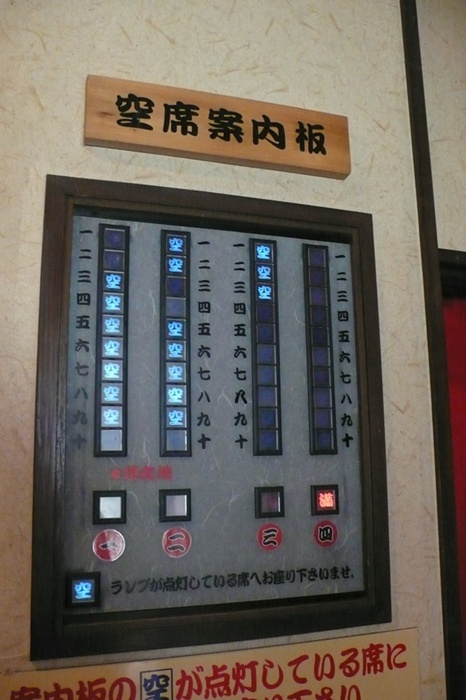 空席案内板
一 空 一 一 空 一
二 空 二 二 空 二
三 空 三 三 空 三
四 空 四 四 四
五 空 空 五 五 五
六 空 空 六 六 六
七 空 空 七 七 七
八 空 空 八 八 八
九 空 空 九 九 九
十 十 十 十
満
一 二 三 四
空 ランプが点灯している席へお座り下さいませ。
案内板の空が点灯している席に